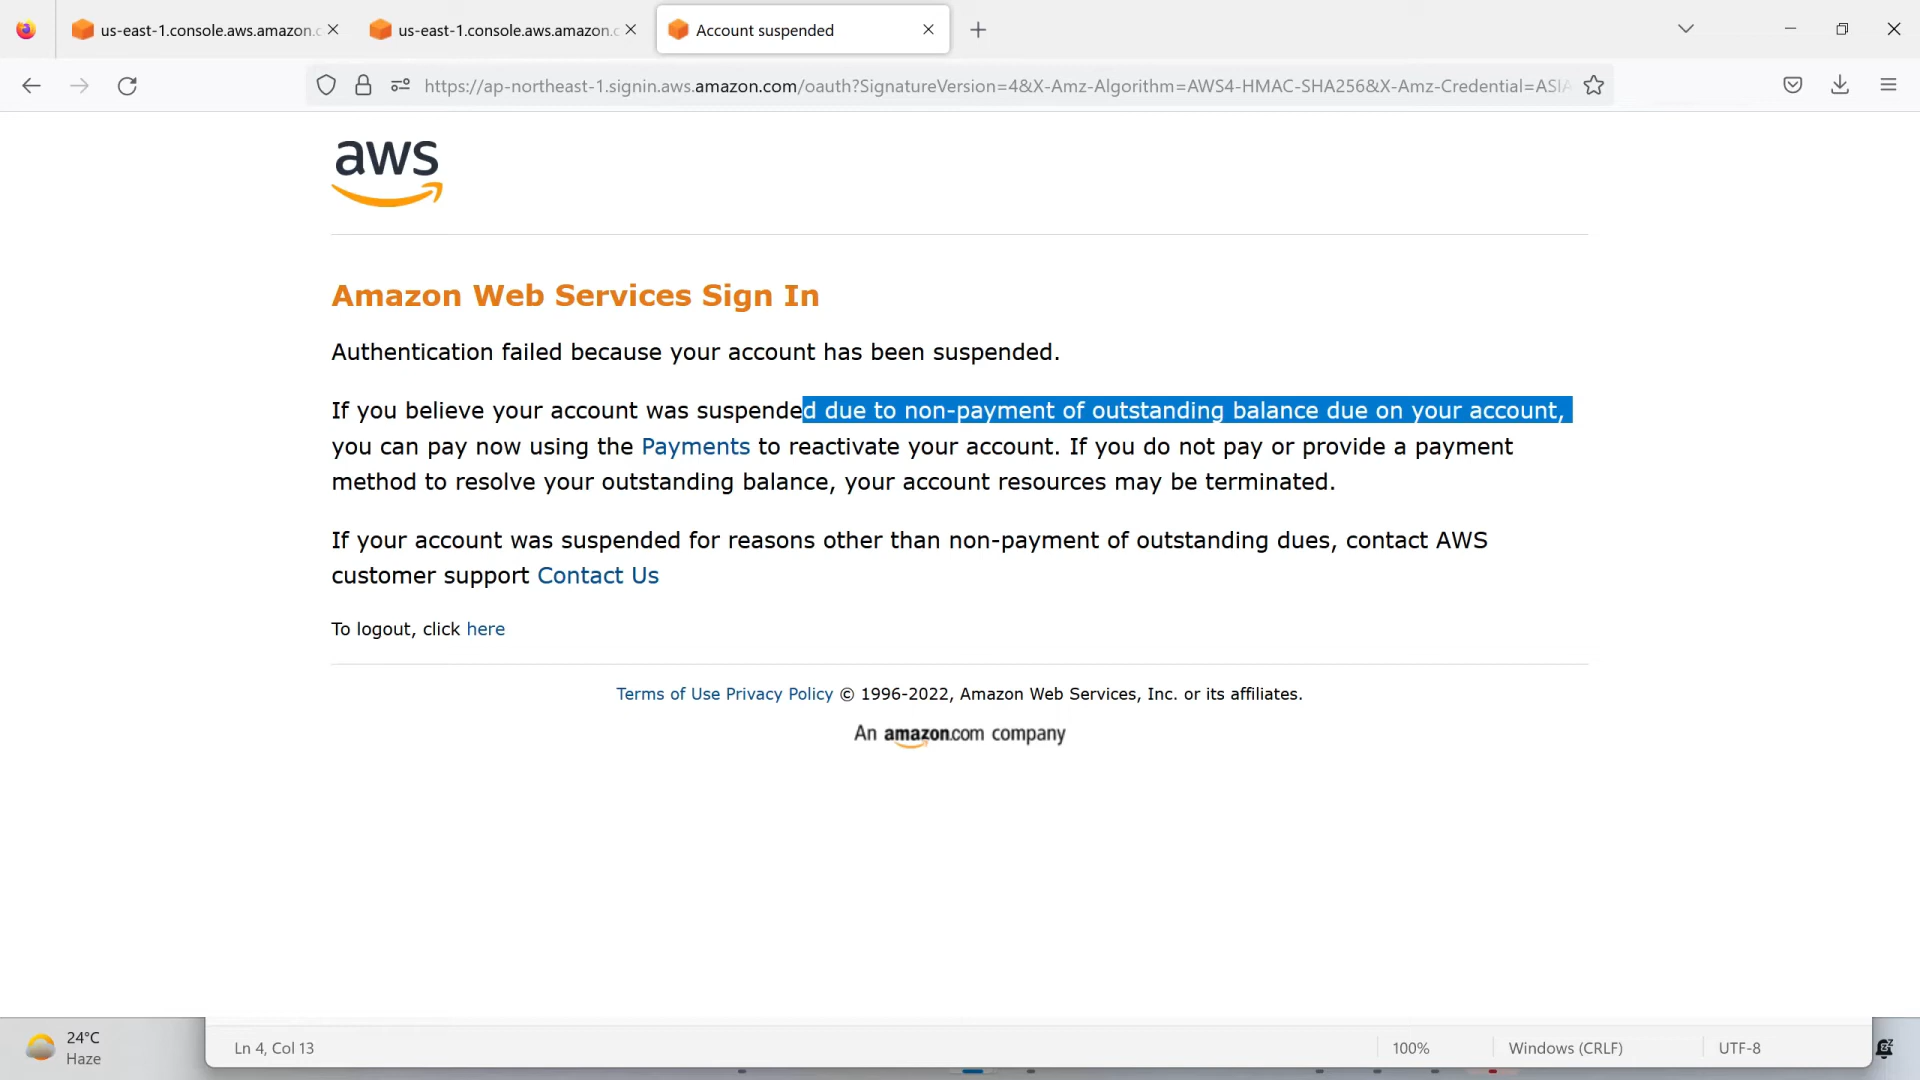 us-east-1.console.aws.amazon.c
us-east-1.console.aws.amazon.c
Account suspended
https://ap-northeast-1.signin.aws.amazon.com/oauth?SignatureVersion=4&X-Amz-Algorithm=AWS4-HMAC-SHA256&X-Amz-Credential=ASIA
aws
Amazon Web Services Sign In
Authentication failed because your account has been suspended.
If you believe your account was suspended due to non-payment of outstanding balance due on your account,
you can pay now using the Payments to reactivate your account. If you do not pay or provide a payment
method to resolve your outstanding balance, your account resources may be terminated.
If your account was suspended for reasons other than non-payment of outstanding dues, contact AWS
customer support Contact Us
To logout, click here
Terms of Use Privacy Policy © 1996-2022, Amazon Web Services, Inc. or its affiliates.
An amazon.com company
24°C
Haze
Ln 4, Col 13
100%
Windows (CRLF)
UTF-8